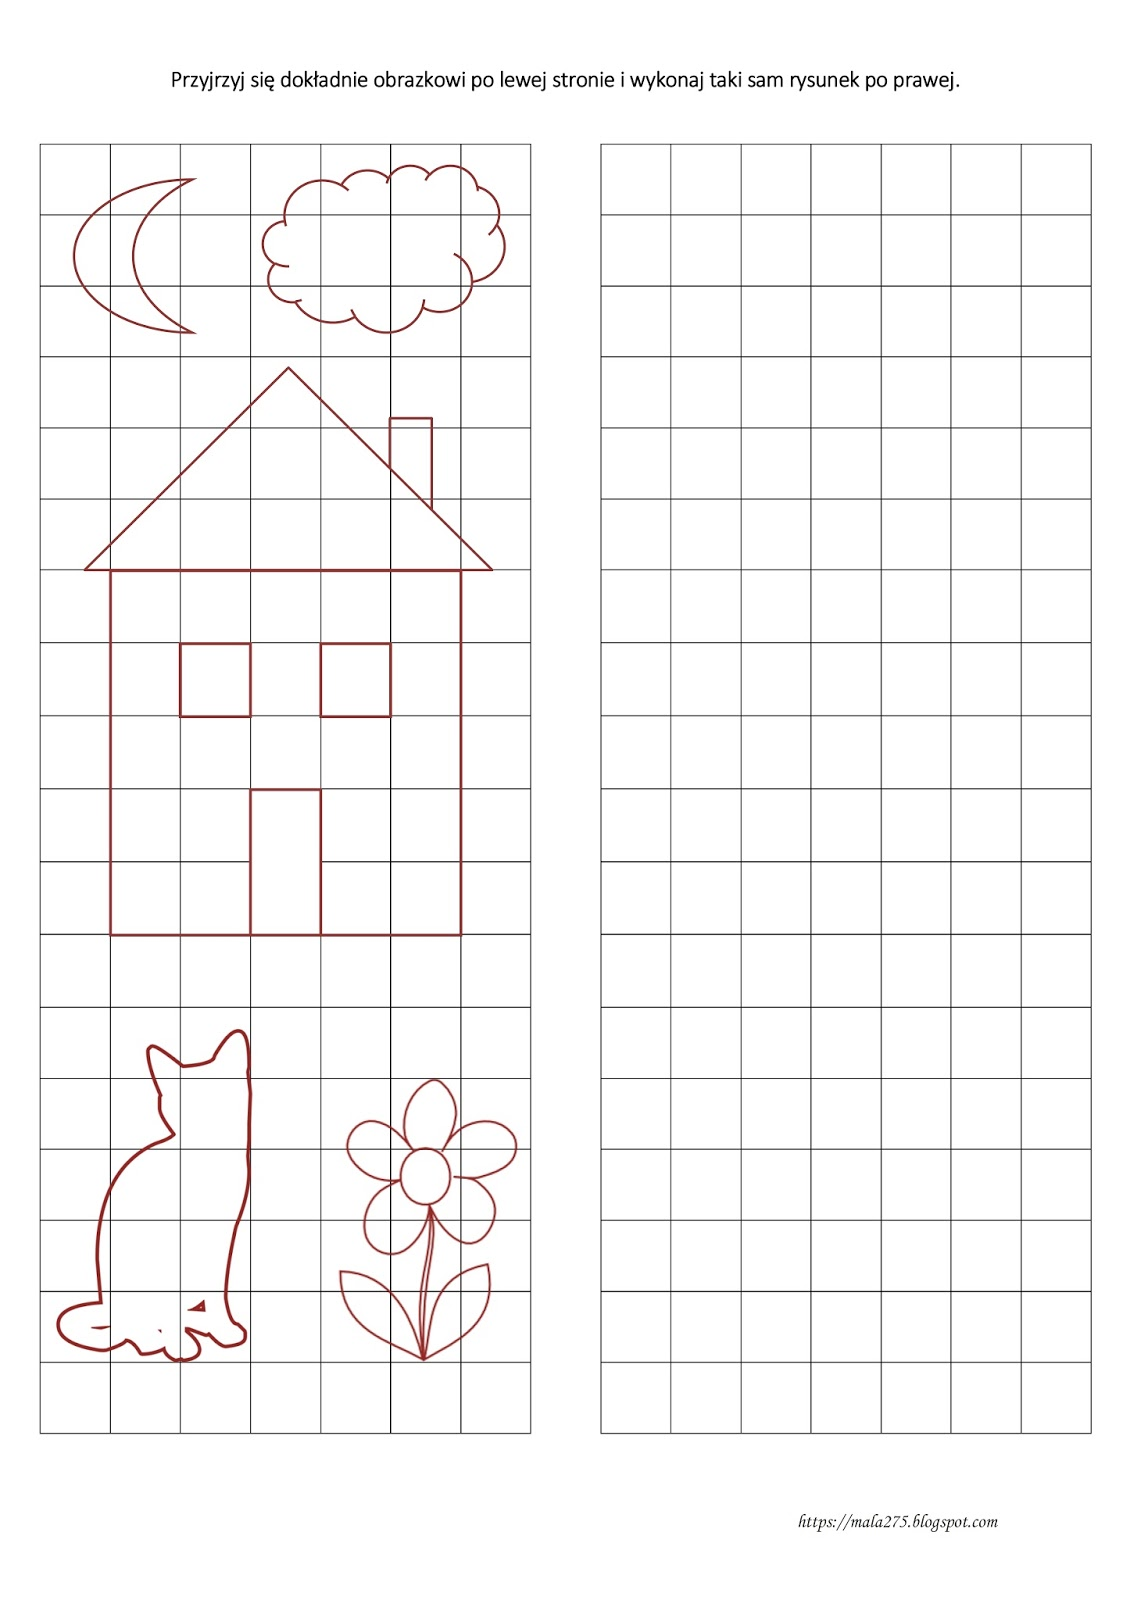 Przyjrzyj się dokładnie obrazkowi po lewej stronie i wykonaj taki sam rysunek po prawej.
https://mala275.blogspot.com